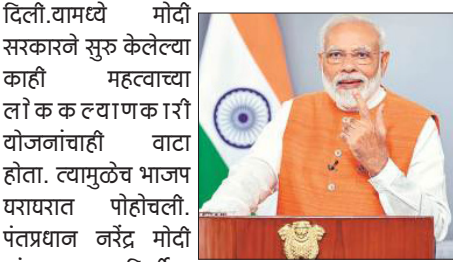 दिली.यामध्ये मोदी
सरकारने सुरु केलेल्या
काही महत्वाच्या
लोककल्याणकारी
योजनांचाही वाटा
होता. त्यामुळेच भाजप
घराघरात पोहोचली.
पंतप्रधान नरेंद्र मोदी